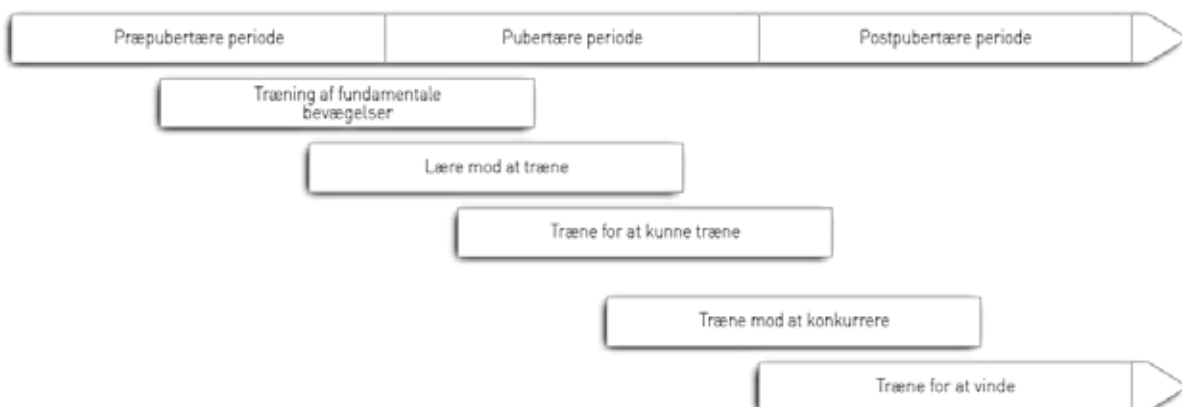 Præpubertære periode
Pubertære periode
Postpubertære periode
Træning af fundamentale
bevægelser
Lære mod at træne
Træne for at kunne træne
Træne mod at konkurrere
Træne for at vinde